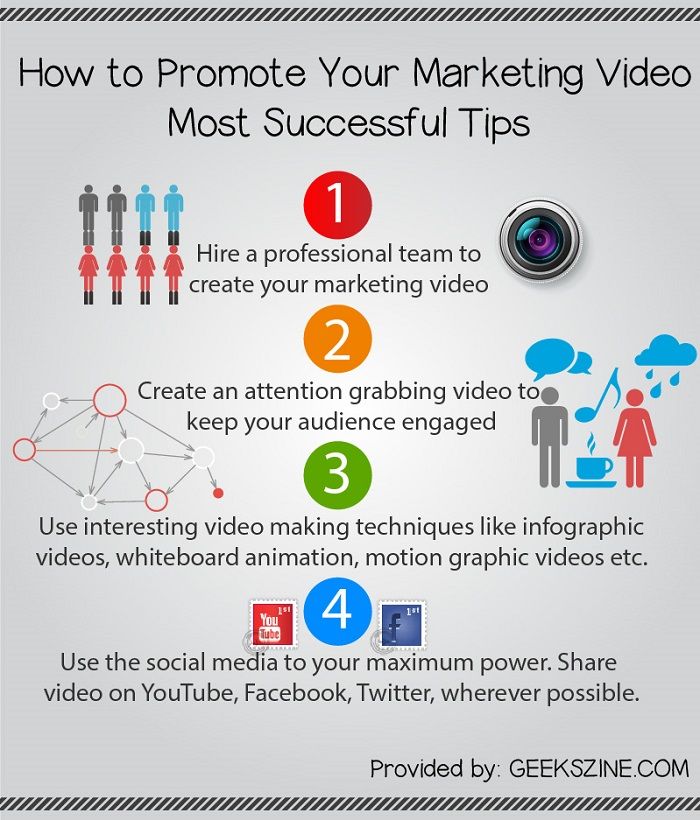 How to Promote Your Marketing Video
Most Successful Tips
1
Hire a professional team to
create your marketing video
2
Create an attention grabbing video to
keep your audience engaged
3
Use interesting video making techniques like infographic
videos, whiteboard animation, motion graphic videos etc.
1st
You
Tube
4
1st
f
Use the social media to your maximum power. Share
video on YouTube, Facebook, Twitter, wherever possible.
Provided by: GEEKSZINE.COM